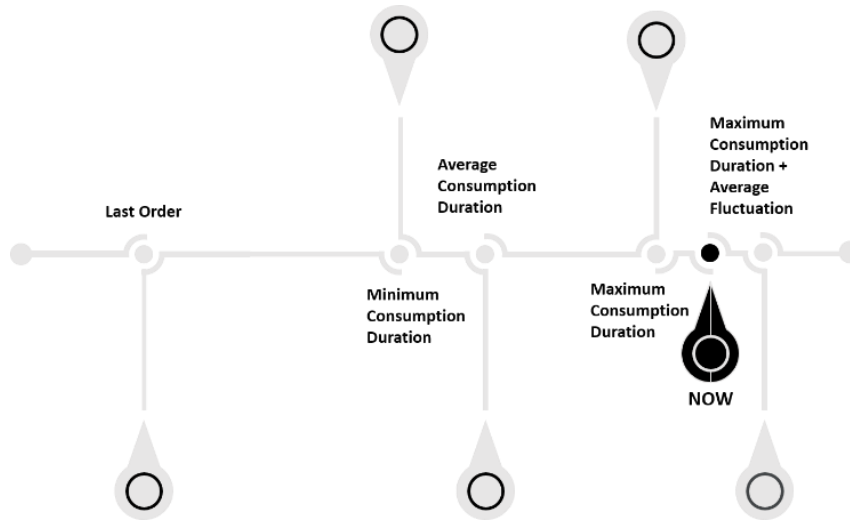 Last Order
Minimum
Consumption
Duration
Average
Consumption
Duration
Maximum
Consumption
Duration
NOW
Maximum
Consumption
Duration +
Average
Fluctuation